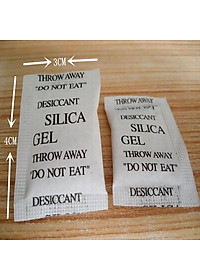 3CM
4CM
THROW AWAY
"DO NOT EAT"
DESICCANT
SILICA
GEL
THROW AWAY
"DO NOT EAT"
DESICCANT
THROW AWAY
"DO NOT EAT"
DESICCANT
SILICA
GEL
THROW AWAY
"DO NOT EAT"
DESICCANT